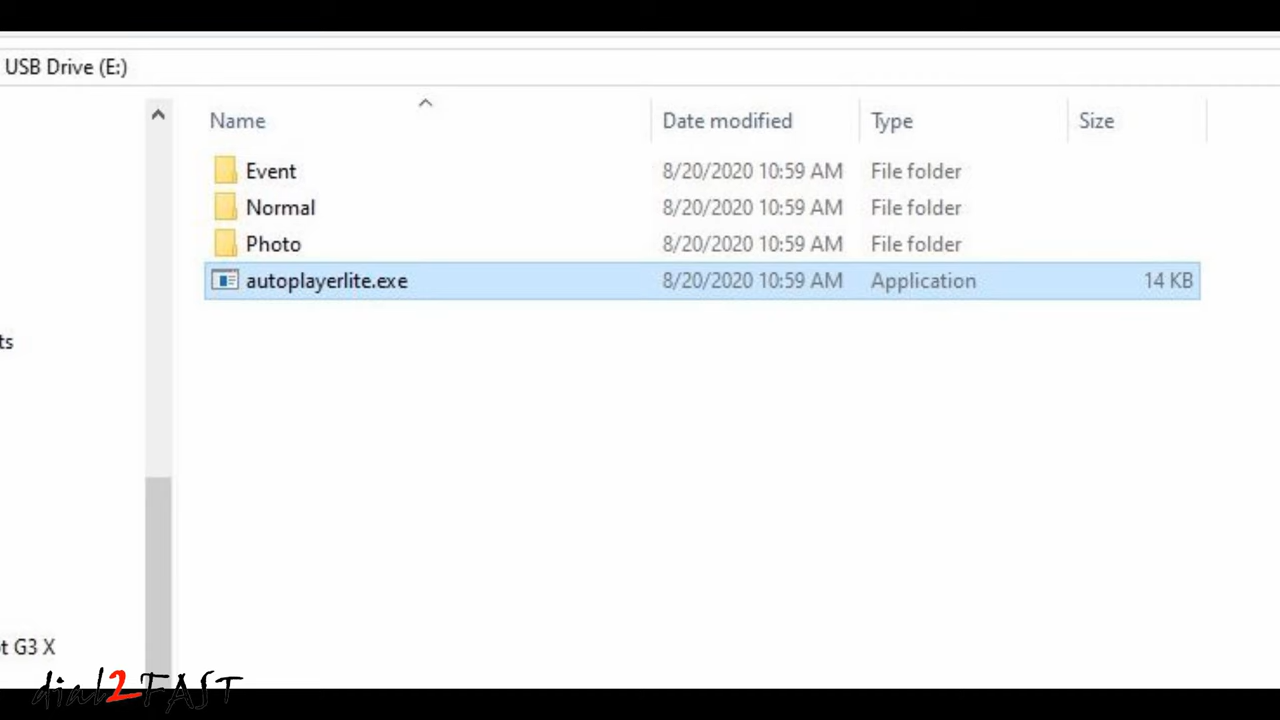 USB Drive (E:)
Name Date modified Type Size
Event 8/20/2020 10:59 AM File folder
Normal 8/20/2020 10:59 AM File folder
Photo 8/20/2020 10:59 AM File folder
autoplayerlite.exe 8/20/2020 10:59 AM Application 14 KB
ts
t G3 X
dial2FAST